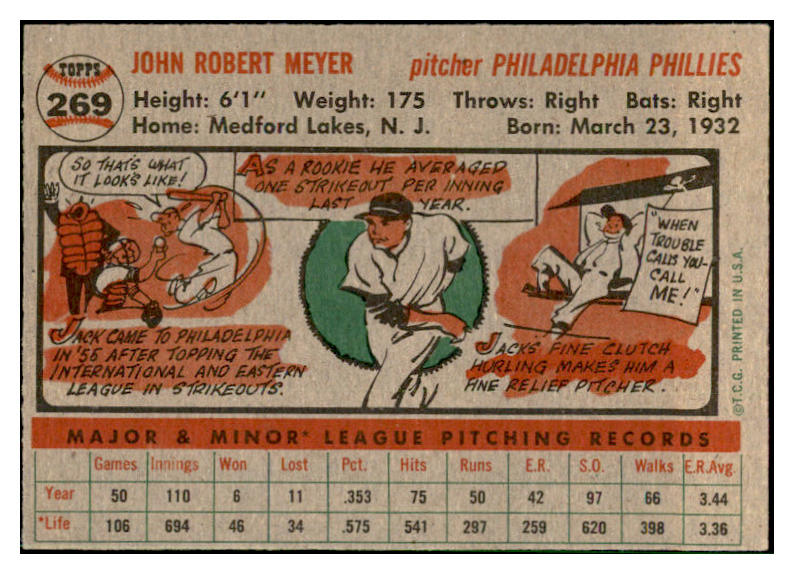 TOPPS
269
JOHN ROBERT MEYER pitcher PHILADELPHIA PHILLIES
Height: 6'1" Weight: 175 Throws: Right Bats: Right
Home: Medford Lakes, N. J. Born: March 23, 1932
SO THAT'S WHAT
IT LOOK'S LIKE!
JACK CAME TO PHILADELPHIA
IN '55 AFTER TOPPING THE
INTERNATIONAL AND EASTERN
LEAGUE IN STRIKEOUTS.
AS A ROOKIE HE AVERAGED
ONE STRIKEOUT PER INNING
LAST YEAR.
"WHEN
TROUBLE
CALLS YOU-
CALL
ME!"
JACKS FINE CLUTCH
HURLING MAKES HIM A
FINE RELIEF PITCHER.
©T.C.G. PRINTED IN U.S.A.
MAJOR & MINOR* LEAGUE PITCHING RECORDS
Games Innings Won Lost Pct. Hits Runs E.R. S.O. Walks E.R.Avg.
Year 50 110 6 11 .353 75 50 42 97 66 3.44
*Life 106 694 46 34 .575 541 297 259 620 398 3.36